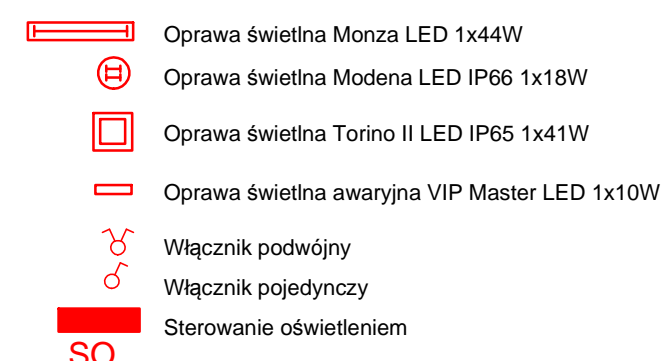 Oprawa świetlna Monza LED 1x44W
Oprawa świetlna Modena LED IP66 1x18W
Oprawa świetlna Torino II LED IP65 1x41W
Oprawa świetlna awaryjna VIP Master LED 1x10W
Włącznik podwójny
Włącznik pojedynczy
Sterowanie oświetleniem
SO